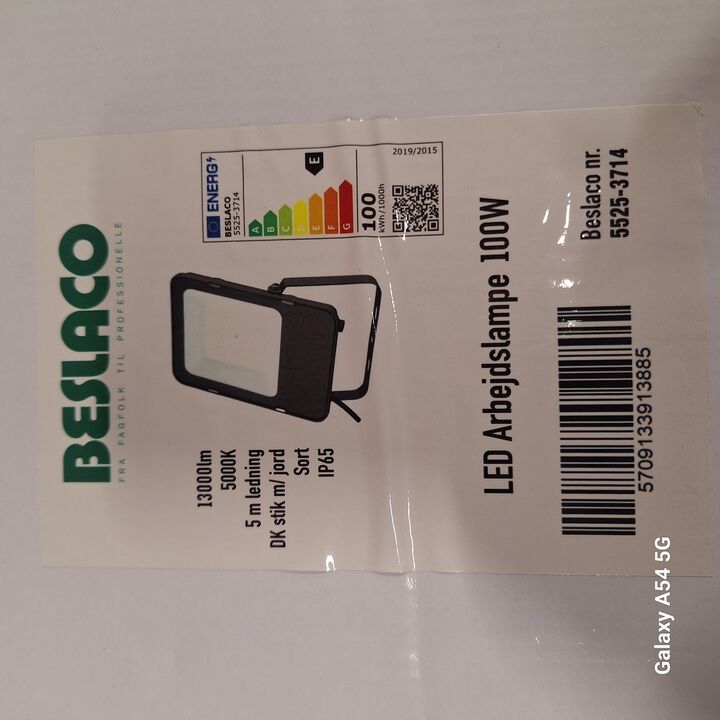 BESLACO
FRA FAGFOLK TIL PROFESSIONELLE
ENERG
BESLACO
5525-3714
A
B
C
D
E
F
G
E
100
kWh/1000h
2019/2015
13000lm
5000K
5 m ledning
DK stik m/ jord
Sort
IP65
LED Arbejdslampe 100W
Beslaco nr.
5525-3714
5709133913885
Galaxy A54 5G